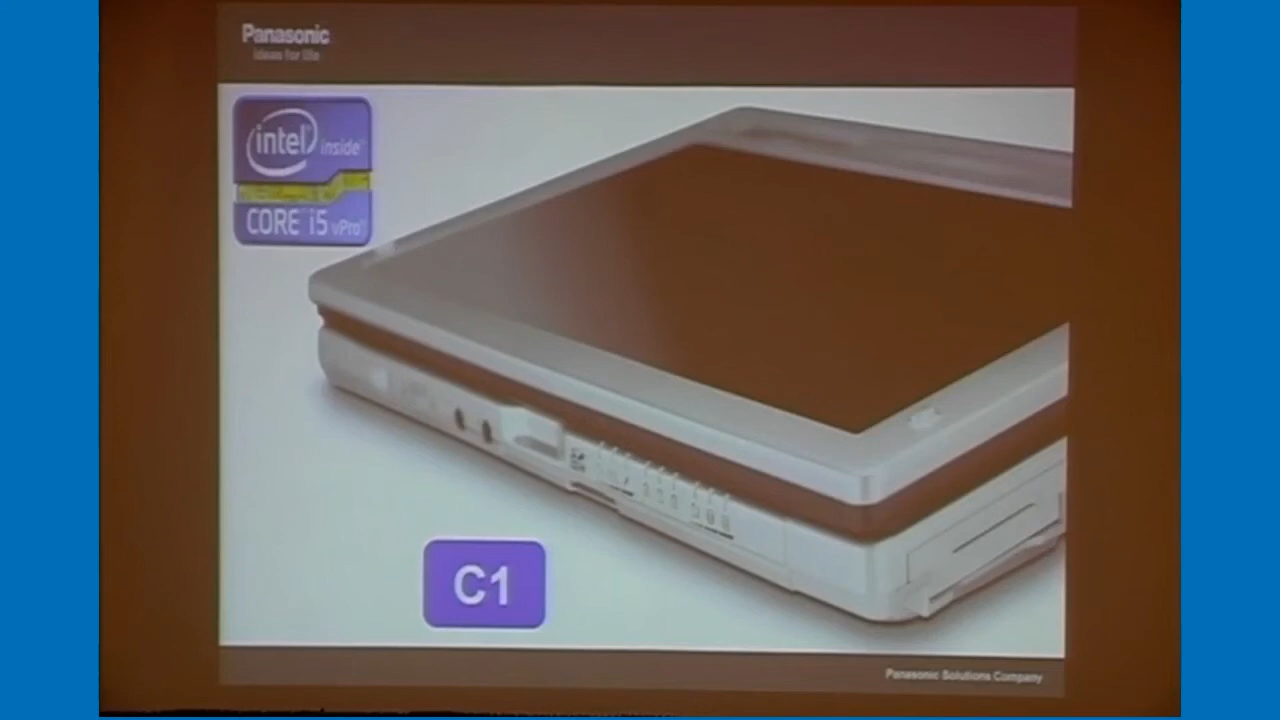 Panasonic
ideas for life
intel inside
CORE i5 vPro
C1
Panasonic Solutions Company